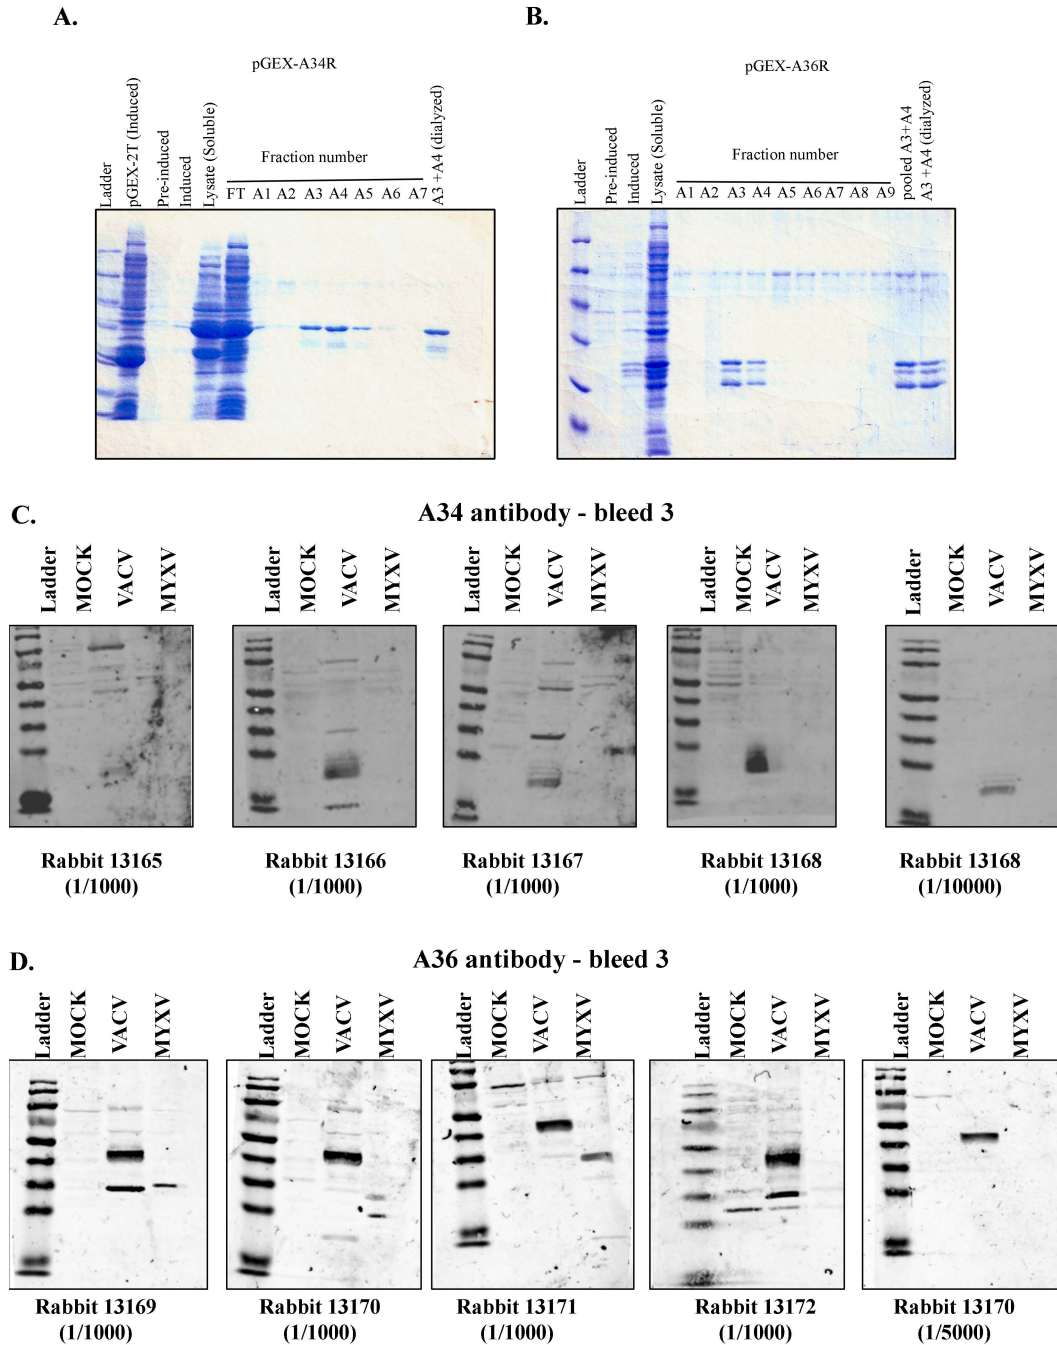 A.
pGEX-A34R
Ladder
pGEX-2T (Induced)
Pre-induced
Induced
Lysate (Soluble)
Fraction number
FT A1 A2 A3 A4 A5 A6 A7
A3 +A4 (dialyzed)
B.
pGEX-A36R
Ladder
Pre-induced
Induced
Lysate (Soluble)
Fraction number
A1 A2 A3 A4 A5 A6 A7 A8 A9
pooled A3+A4
A3 +A4 (dialyzed)
C.
A34 antibody - bleed 3
Ladder MOCK VACV MYXV
Ladder MOCK VACV MYXV
Ladder MOCK VACV MYXV
Ladder MOCK VACV MYXV
Ladder MOCK VACV MYXV
Rabbit 13165
(1/1000)
Rabbit 13166
(1/1000)
Rabbit 13167
(1/1000)
Rabbit 13168
(1/1000)
Rabbit 13168
(1/10000)
D.
A36 antibody - bleed 3
Ladder MOCK VACV MYXV
Ladder MOCK VACV MYXV
Ladder MOCK VACV MYXV
Ladder MOCK VACV MYXV
Ladder MOCK VACV MYXV
Rabbit 13169
(1/1000)
Rabbit 13170
(1/1000)
Rabbit 13171
(1/1000)
Rabbit 13172
(1/1000)
Rabbit 13170
(1/5000)